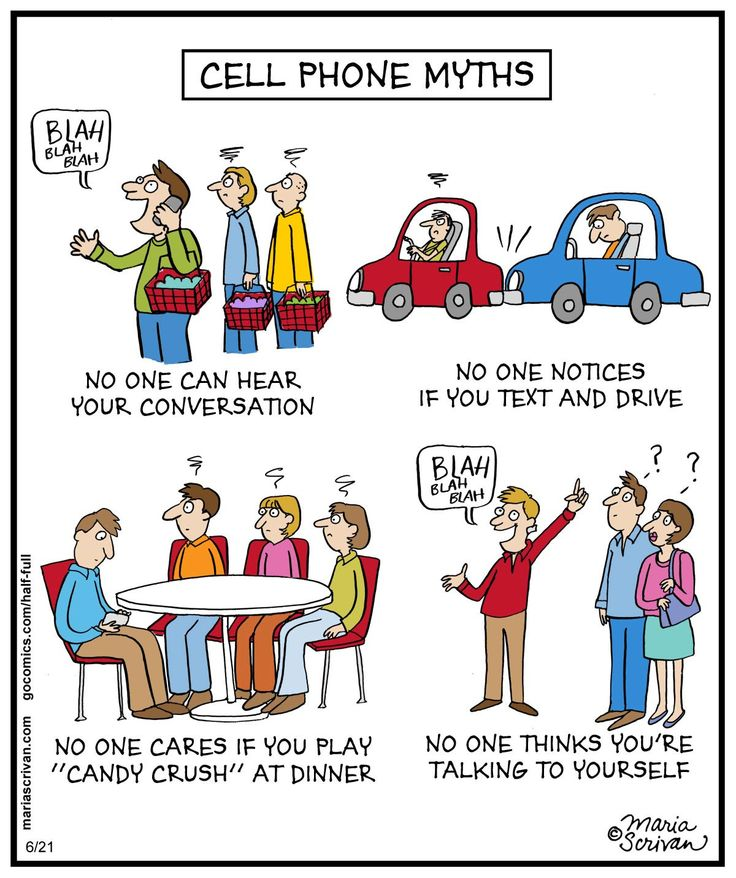 CELL PHONE MYTHS
BLAH
BLAH
BLAH
NO ONE CAN HEAR
YOUR CONVERSATION
NO ONE NOTICES
IF YOU TEXT AND DRIVE
NO ONE CARES IF YOU PLAY
"CANDY CRUSH" AT DINNER
BLAH
BLAH
BLAH
? ?
NO ONE THINKS YOU'RE
TALKING TO YOURSELF
mariascrivan.com gocomics.com/half-full
6/21
©Maria
Scrivan